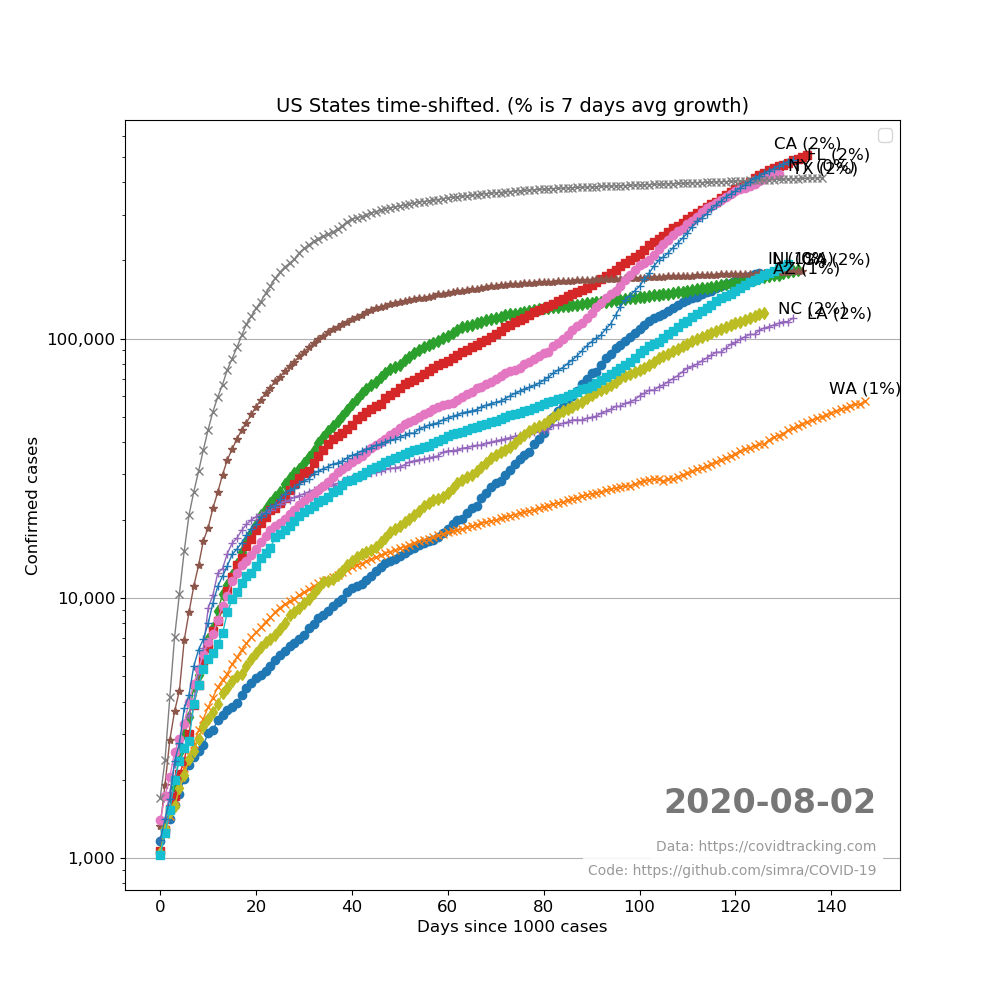 US States time-shifted. (% is 7 days avg growth)
CA (2%)
FL (2%)
TX (2%)
(2%)
AZ (1%)
NC (2%)
LA (2%)
WA (1%)
100,000
10,000
1,000
Confirmed cases
2020-08-02
Data: https://covidtracking.com
Code: https://github.com/simra/COVID-19
0 20 40 60 80 100 120 140
Days since 1000 cases